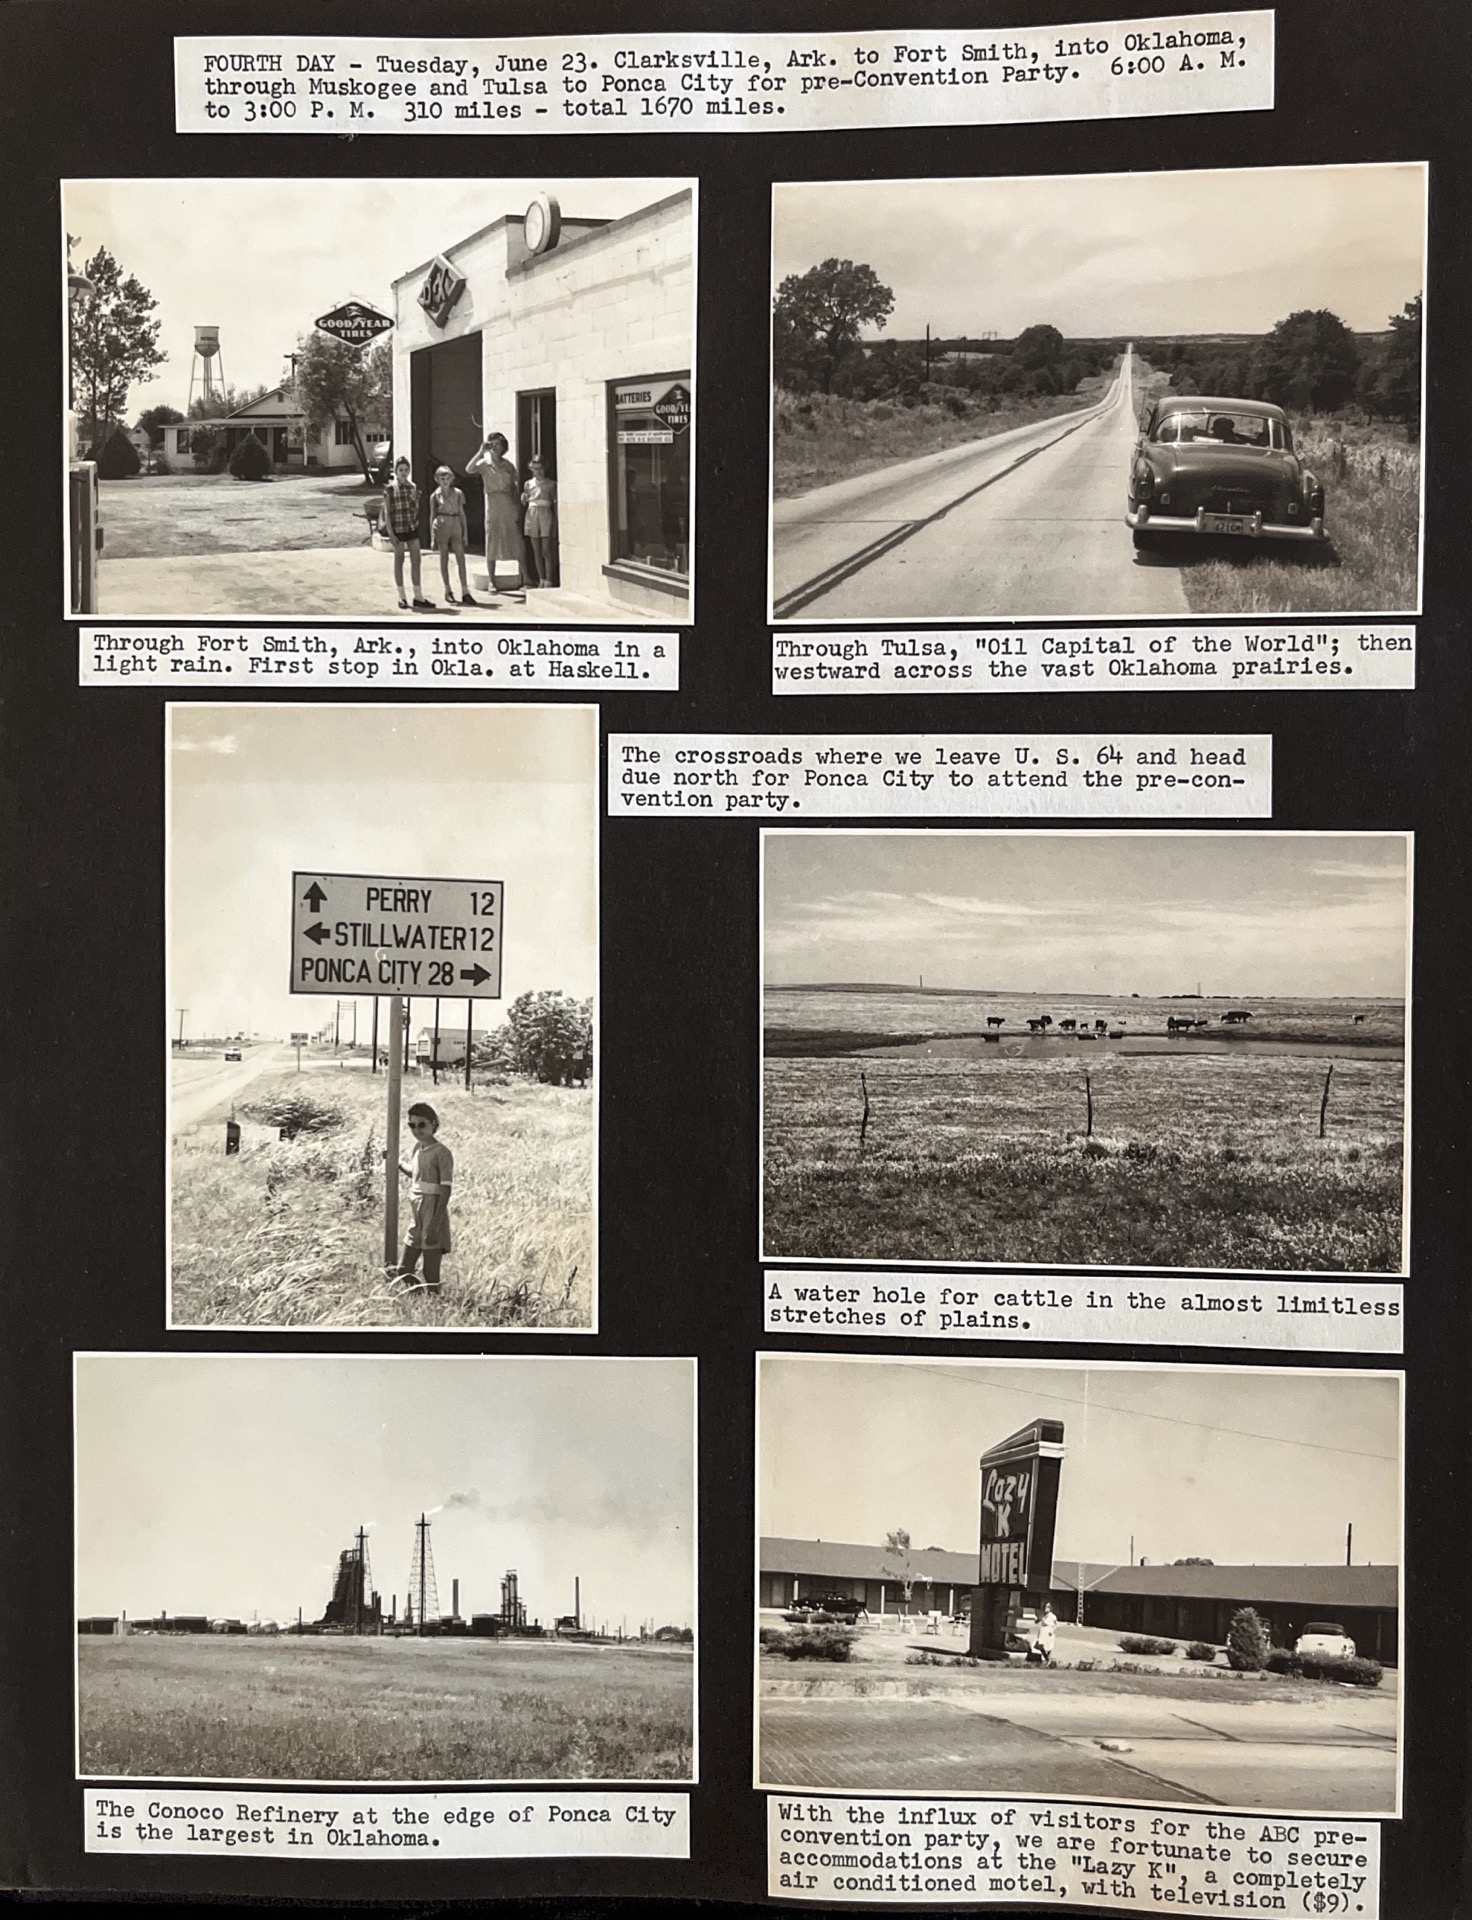 FOURTH DAY - Tuesday, June 23. Clarksville, Ark. to Fort Smith, into Oklahoma,
through Muskogee and Tulsa to Ponca City for pre-Convention Party. 6:00 A. M.
to 3:00 P. M. 310 miles - total 1670 miles.
GOODYEAR
TIRES
BATTERIES
GOODYE
TIRES
Through Fort Smith, Ark., into Oklahoma in a
light rain. First stop in Okla. at Haskell.
Through Tulsa, "Oil Capital of the World"; then
westward across the vast Oklahoma prairies.
The crossroads where we leave U. S. 64 and head
due north for Ponca City to attend the pre-con-
vention party.
PERRY 12
STILLWATER 12
PONCA CITY 28
A water hole for cattle in the almost limitless
stretches of plains.
The Conoco Refinery at the edge of Ponca City
is the largest in Oklahoma.
Lazy
K
MOTEL
With the influx of visitors for the ABC pre-
convention party, we are fortunate to secure
accommodations at the "Lazy K", a completely
air conditioned motel, with television ($9).